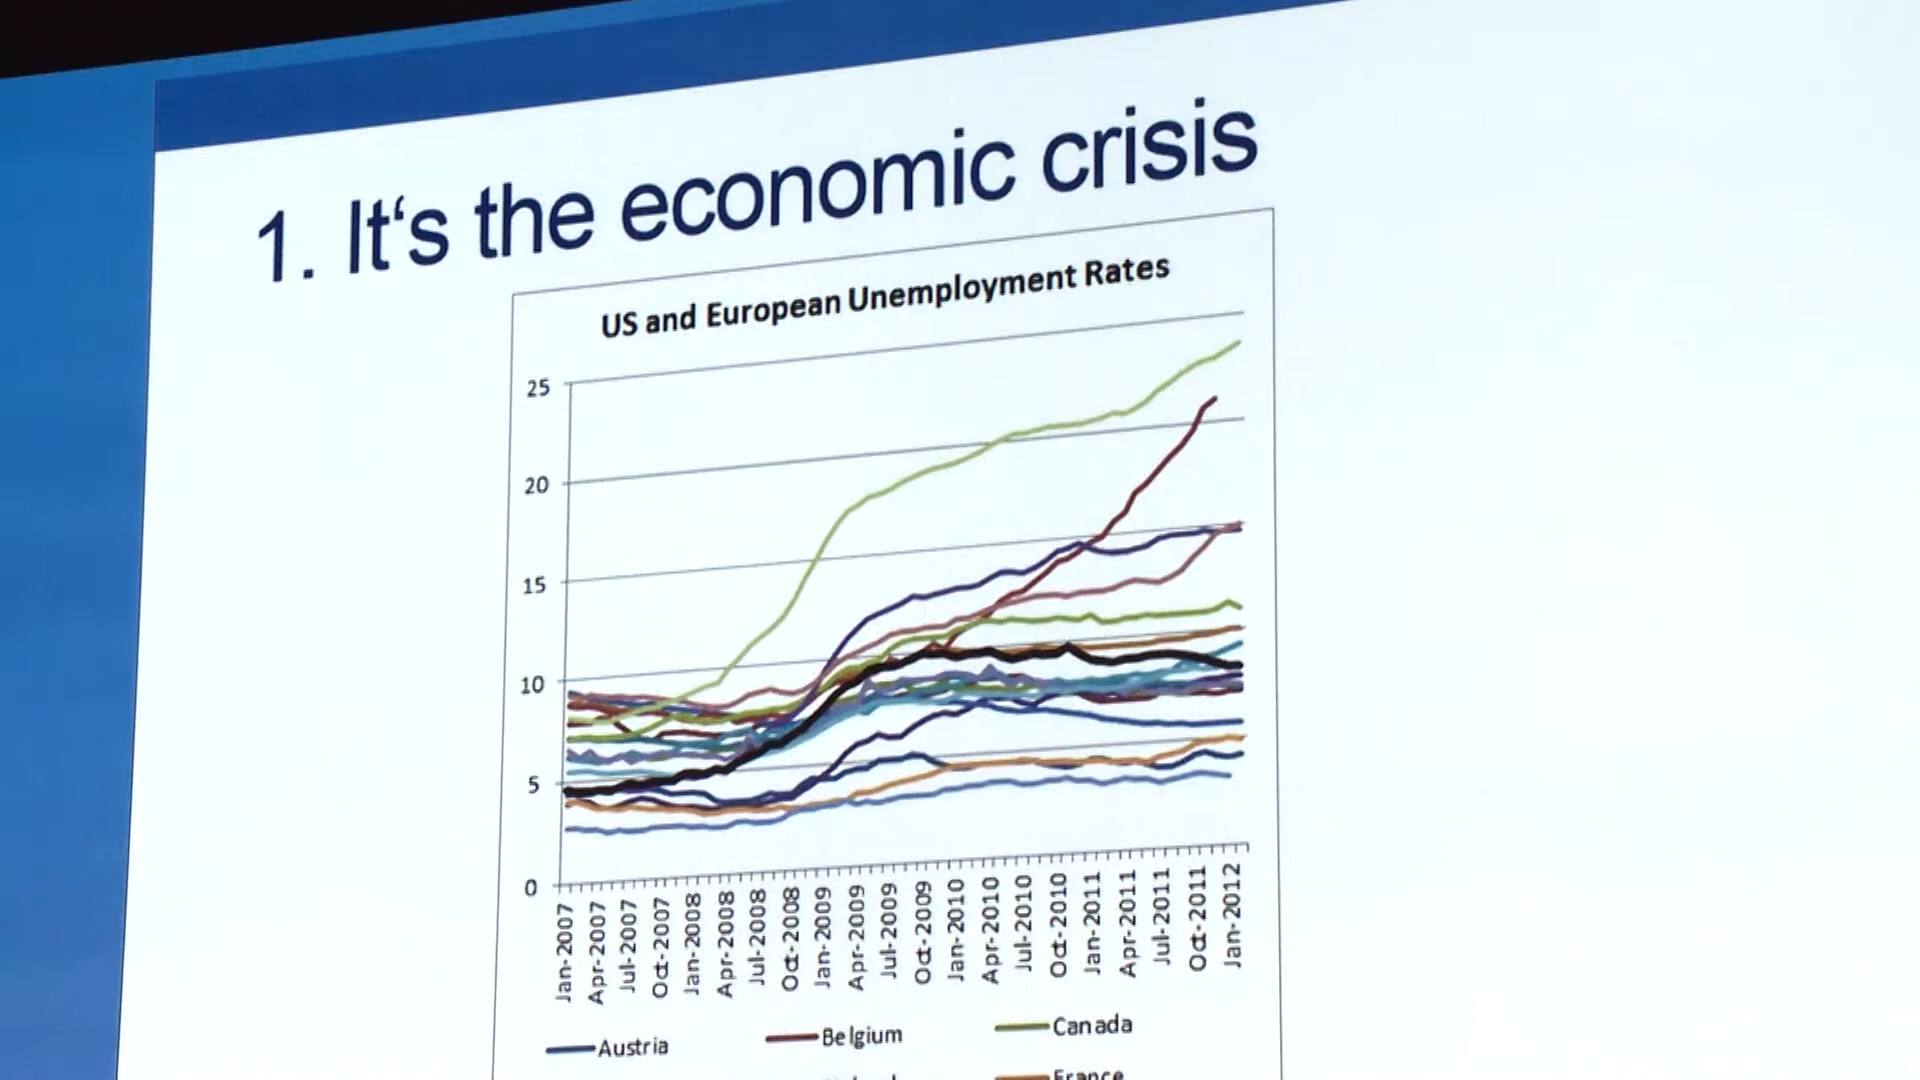 1. It‘s the economic crisis
US and European Unemployment Rates
25
20
15
10
5
0
Jan-2007
Apr-2007
Jul-2007
Oct-2007
Jan-2008
Apr-2008
Jul-2008
Oct-2008
Jan-2009
Apr-2009
Jul-2009
Oct-2009
Jan-2010
Apr-2010
Jul-2010
Oct-2010
Jan-2011
Apr-2011
Jul-2011
Oct-2011
Jan-2012
Austria Belgium Canada
France